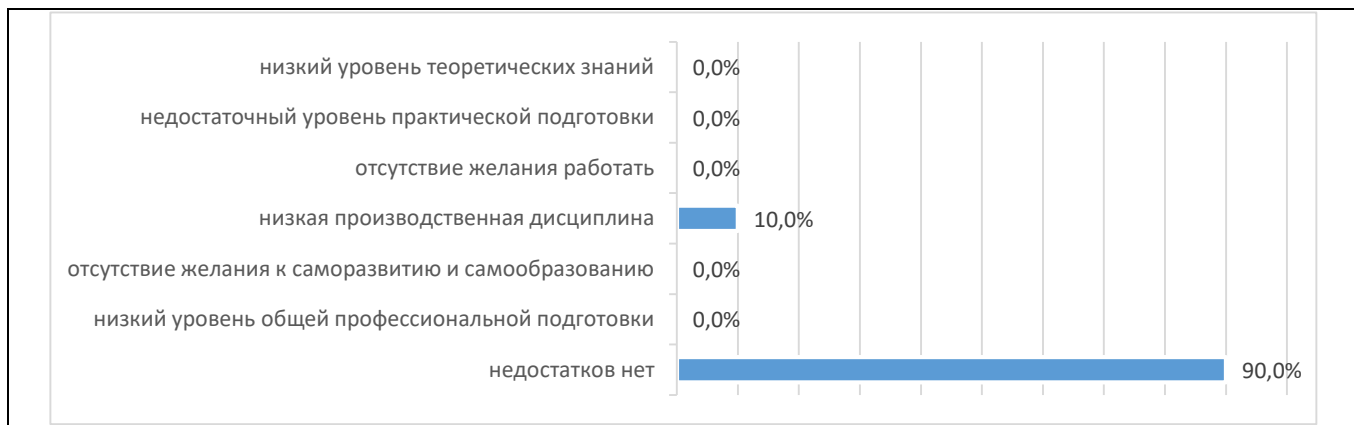 низкий уровень теоретических знаний 0,0%
недостаточный уровень практической подготовки 0,0%
отсутствие желания работать 0,0%
низкая производственная дисциплина 10,0%
отсутствие желания к саморазвитию и самообразованию 0,0%
низкий уровень общей профессиональной подготовки 0,0%
недостатков нет 90,0%